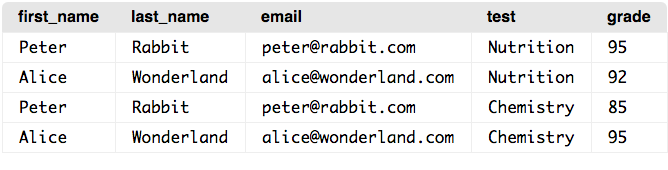 first_name last_name email test grade
Peter Rabbit peter@rabbit.com Nutrition 95
Alice Wonderland alice@wonderland.com Nutrition 92
Peter Rabbit peter@rabbit.com Chemistry 85
Alice Wonderland alice@wonderland.com Chemistry 95